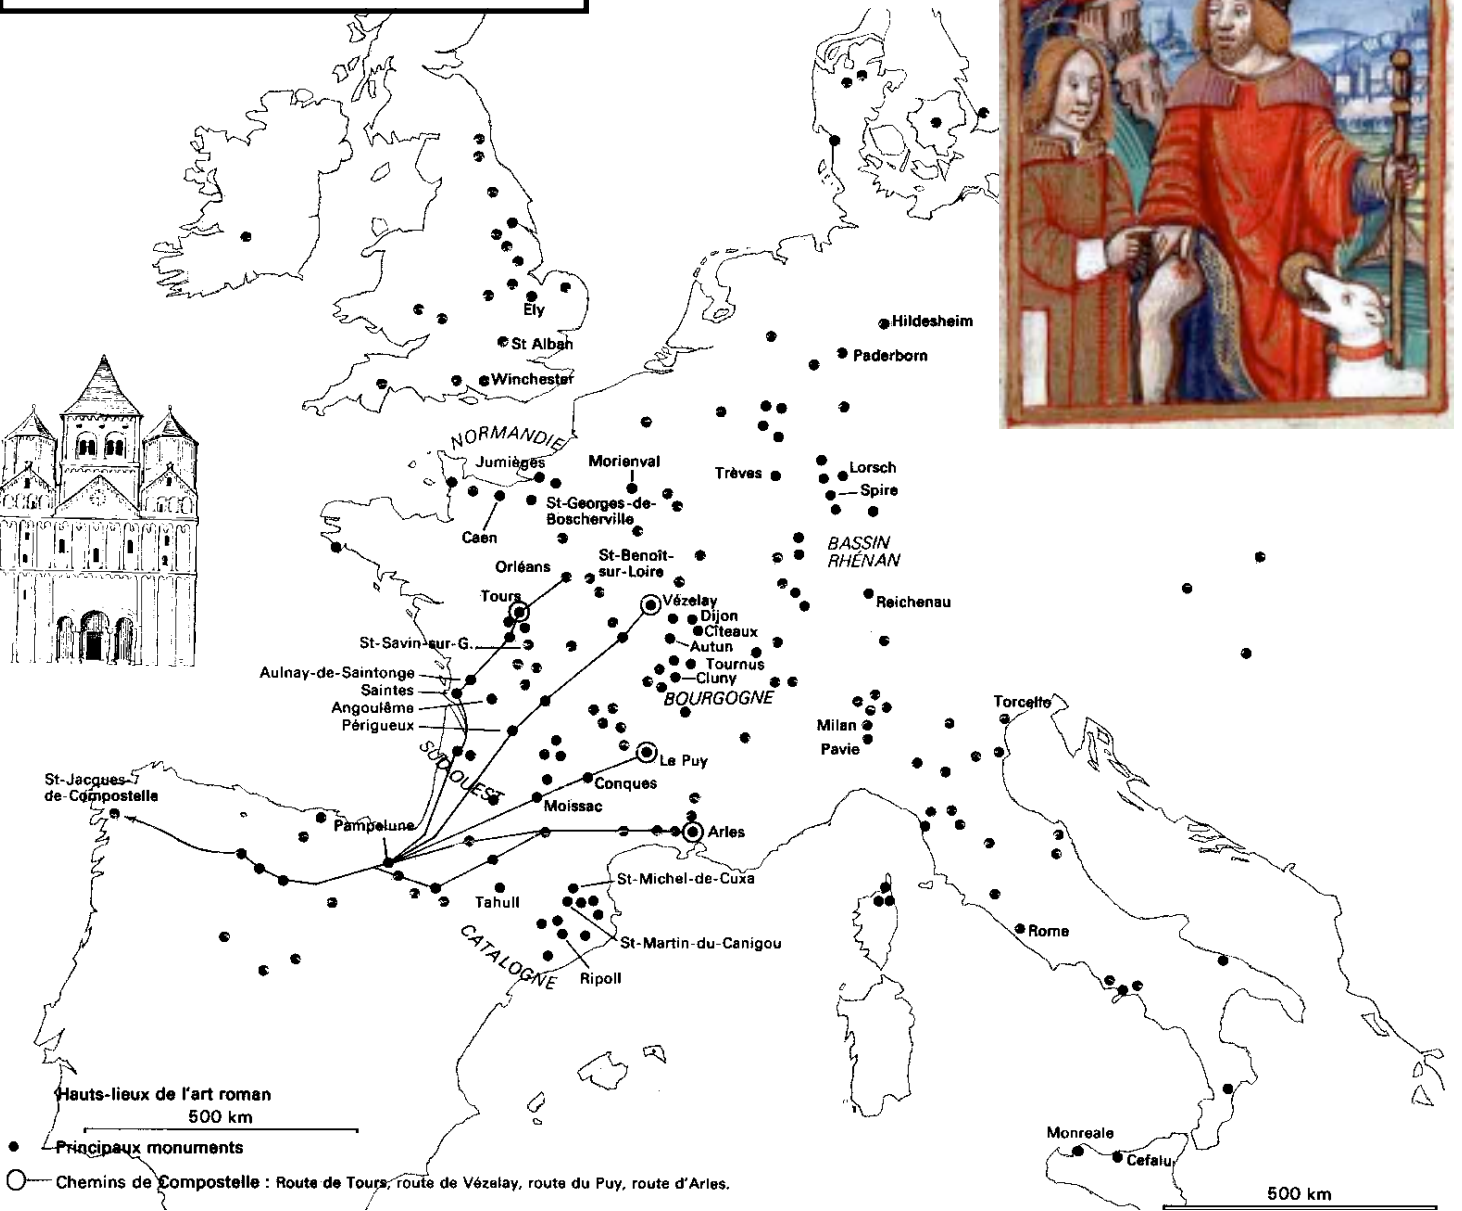 Ely
St Alban
Winchester
Hildesheim
Paderborn
NORMANDIE
Jumièges
Morienval
Trèves
Lorsch
Spire
St-Georges-de-
Boscherville
Caen
BASSIN
RHÉNAN
St-Benoît-
sur-Loire
Orléans
Tours
Vézelay
Reichenau
Dijon
Cîteaux
Autun
St-Savin-sur-G.
Tournus
Aulnay-de-Saintonge
Cluny
Saintes
BOURGOGNE
Angoulême
Torcello
Périgueux
Milan
Pavie
SUD OUEST
Le Puy
St-Jacques-
de-Compostelle
Conques
Moissac
Pampelune
Arles
St-Michel-de-Cuxa
Tahull
CATALOGNE
Rome
St-Martin-du-Canigou
Ripoll
Hauts-lieux de l'art roman
500 km
Principaux monuments
Monreale
Cefalu
Chemins de Compostelle : Route de Tours, route de Vézelay, route du Puy, route d'Arles.
500 km